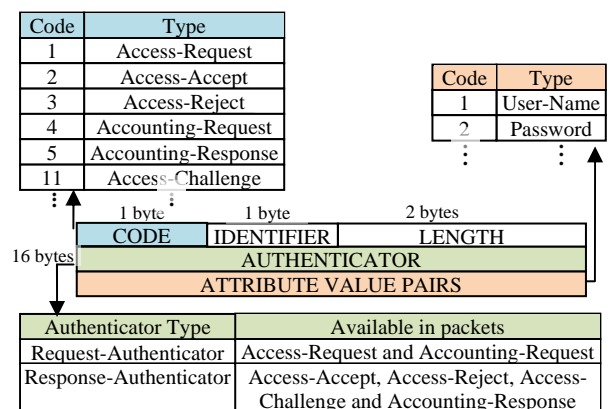 Code Type
1 Access-Request
2 Access-Accept
3 Access-Reject
4 Accounting-Request
5 Accounting-Response
11 Access-Challenge
Code Type
1 User-Name
2 Password
1 byte 1 byte 2 bytes
CODE IDENTIFIER LENGTH
16 bytes AUTHENTICATOR
ATTRIBUTE VALUE PAIRS
Authenticator Type Available in packets
Request-Authenticator Access-Request and Accounting-Request
Response-Authenticator Access-Accept, Access-Reject, Access-
Challenge and Accounting-Response